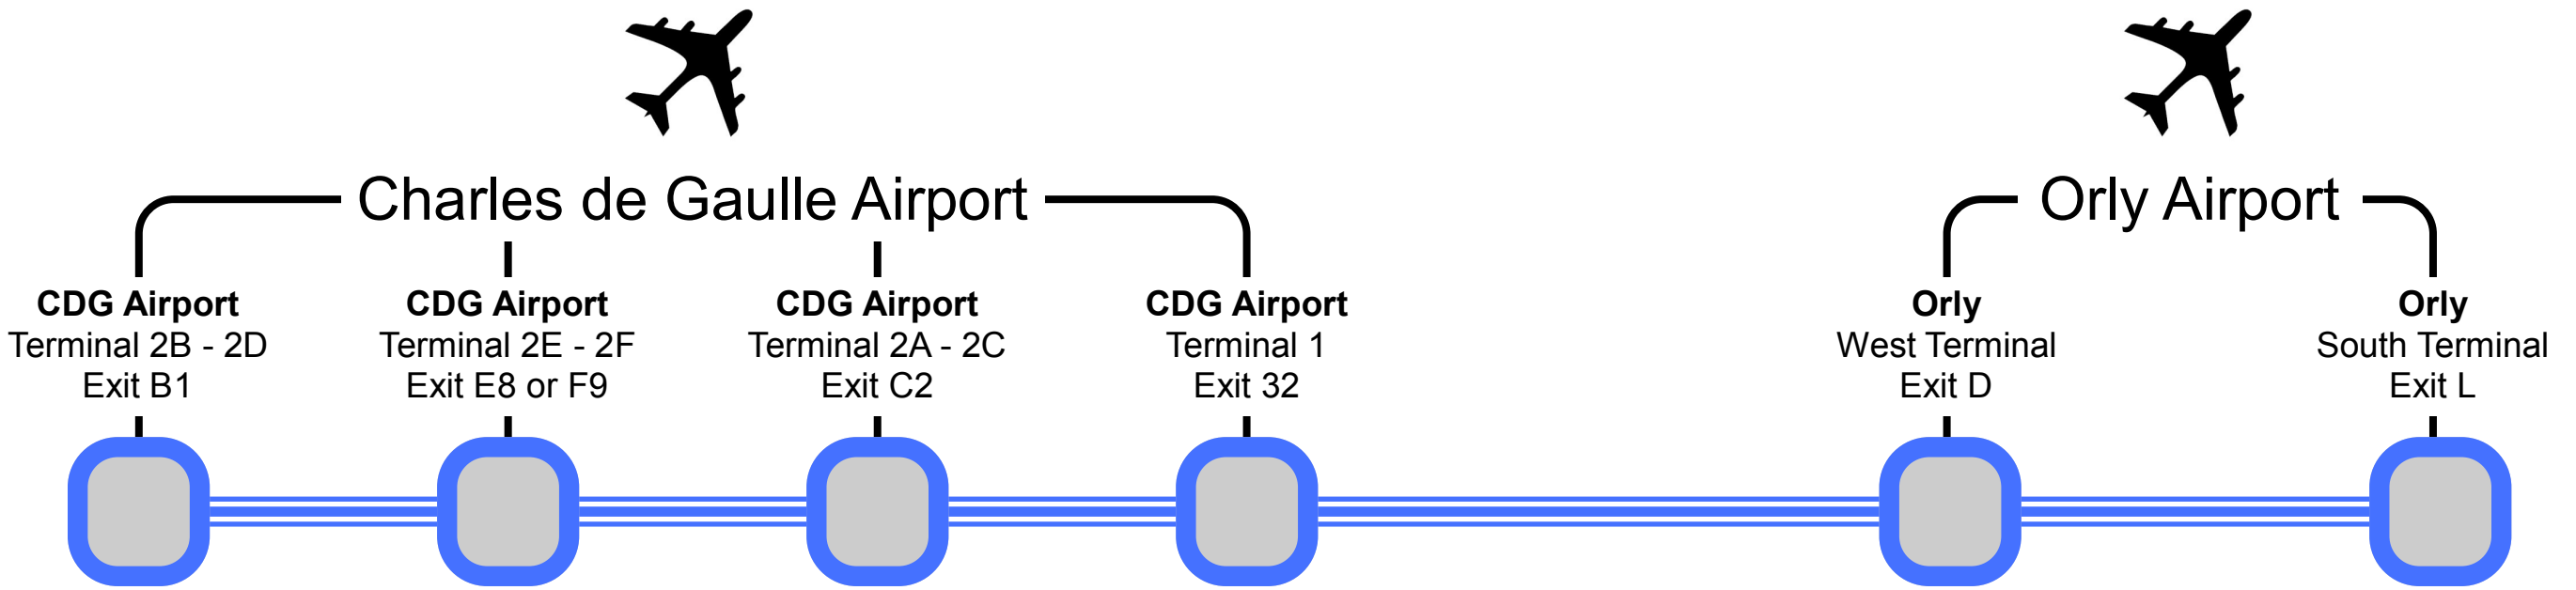 Charles de Gaulle Airport
Orly Airport
CDG Airport
Terminal 2B - 2D
Exit B1
CDG Airport
Terminal 2E - 2F
Exit E8 or F9
CDG Airport
Terminal 2A - 2C
Exit C2
CDG Airport
Terminal 1
Exit 32
Orly
West Terminal
Exit D
Orly
South Terminal
Exit L